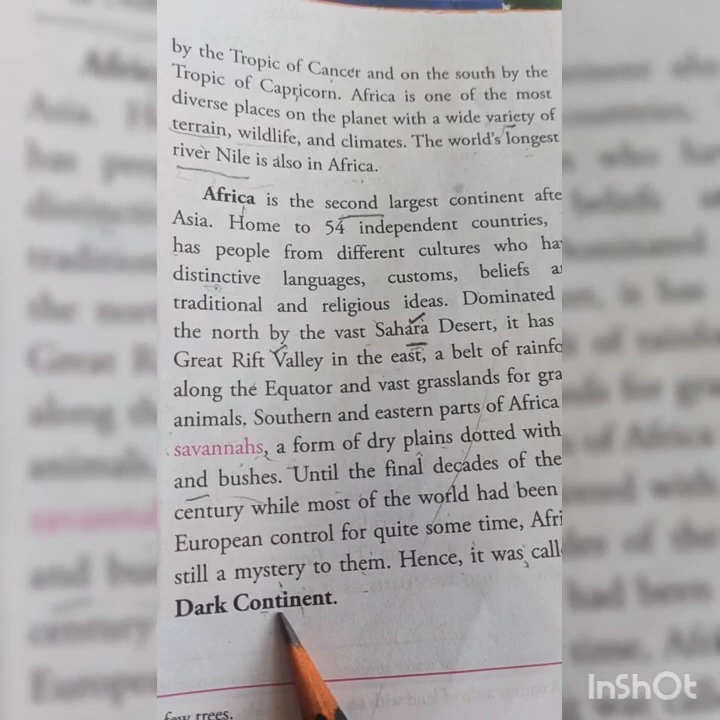 by the Tropic of Cancer and on the south by the
Tropic of Capricorn. Africa is one of the most
diverse places on the planet with a wide variety of
terrain, wildlife, and climates. The world's longest
river Nile is also in Africa.
Africa is the second largest continent afte
Asia. Home to 54 independent countries,
has people from different cultures who ha
distinctive languages, customs, beliefs a
traditional and religious ideas. Dominated
the north by the vast Sahara Desert, it has
Great Rift Valley in the east, a belt of rainfo
along the Equator and vast grasslands for gra
animals. Southern and eastern parts of Africa
savannahs, a form of dry plains dotted with
and bushes. Until the final decades of the
century while most of the world had been
European control for quite some time, Afri
still a mystery to them. Hence, it was call
Dark Continent.
few trees.
InShOt